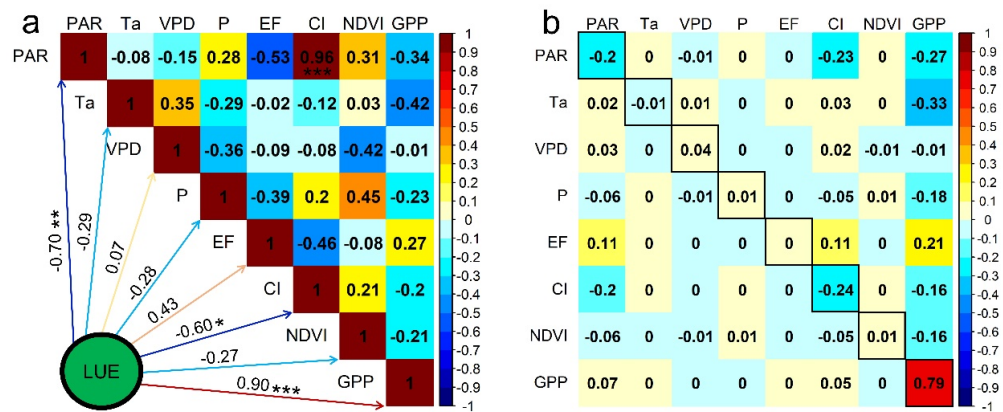 a
PAR Ta VPD P EF CI NDVI GPP
PAR 1 -0.08 -0.15 0.28 -0.53 0.96 0.31 -0.34
***
Ta 1 0.35 -0.29 -0.02 -0.12 0.03 -0.42
VPD 1 -0.36 -0.09 -0.08 -0.42 -0.01
P 1 -0.39 0.2 0.45 -0.23
EF 1 -0.46 -0.08 0.27
CI 1 0.21 -0.2
NDVI 1 -0.21
GPP 1
-0.70 **
-0.29
0.07
-0.28
0.43
-0.60 *
-0.27
0.90 ***
LUE
1
0.9
0.8
0.7
0.6
0.5
0.4
0.3
0.2
0.1
0
-0.1
-0.2
-0.3
-0.4
-0.5
-0.6
-0.7
-0.8
-0.9
-1
b
PAR Ta VPD P EF CI NDVI GPP
PAR -0.2 0 -0.01 0 0 -0.23 0 -0.27
Ta 0.02 -0.01 0.01 0 0 0.03 0 -0.33
VPD 0.03 0 0.04 0 0 0.02 -0.01 -0.01
P -0.06 0 -0.01 0.01 0 -0.05 0.01 -0.18
EF 0.11 0 0 0 0 0.11 0 0.21
CI -0.2 0 0 0 0 -0.24 0 -0.16
NDVI -0.06 0 -0.01 0.01 0 -0.05 0.01 -0.16
GPP 0.07 0 0 0 0 0.05 0 0.79
1
0.9
0.8
0.7
0.6
0.5
0.4
0.3
0.2
0.1
0
-0.1
-0.2
-0.3
-0.4
-0.5
-0.6
-0.7
-0.8
-0.9
-1